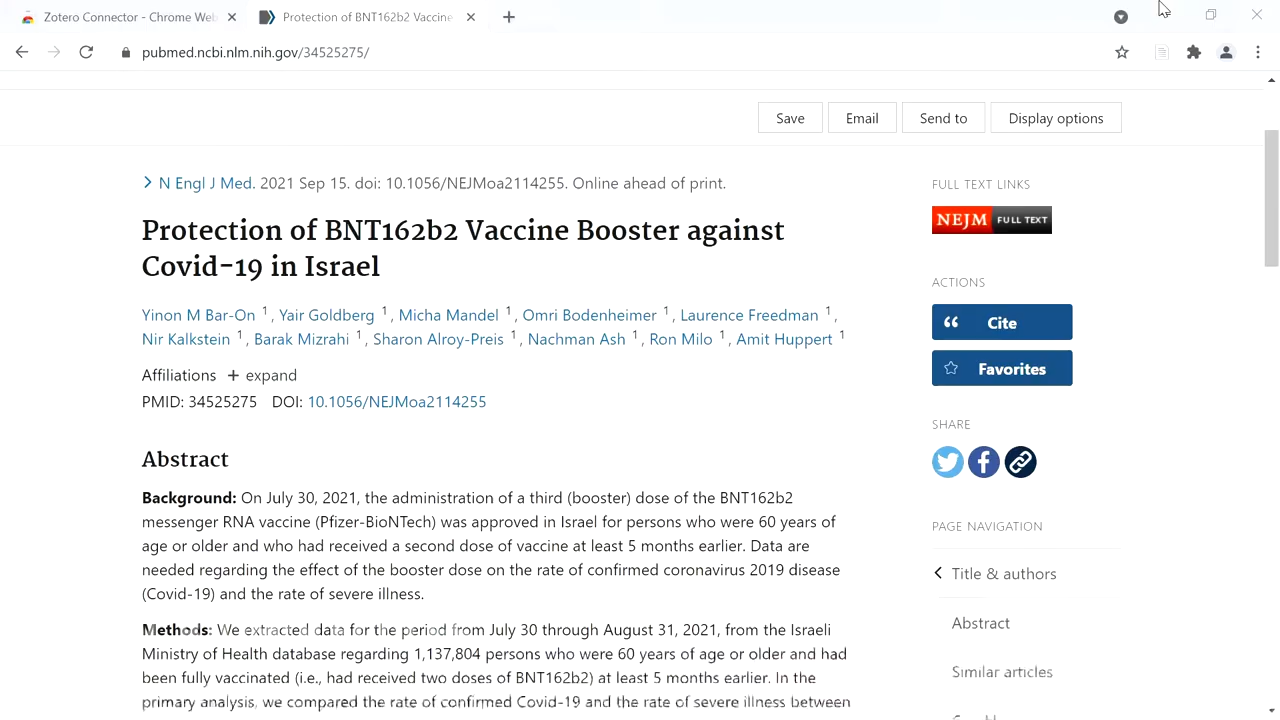 Zotero Connector - Chrome Web
Protection of BNT162b2 Vaccine
pubmed.ncbi.nlm.nih.gov/34525275/
Save
Email
Send to
Display options
N Engl J Med. 2021 Sep 15. doi: 10.1056/NEJMoa2114255. Online ahead of print.
Protection of BNT162b2 Vaccine Booster against
Covid-19 in Israel
Yinon M Bar-On 1, Yair Goldberg 1, Micha Mandel 1, Omri Bodenheimer 1, Laurence Freedman 1,
Nir Kalkstein 1, Barak Mizrahi 1, Sharon Alroy-Preis 1, Nachman Ash 1, Ron Milo 1, Amit Huppert 1
Affiliations + expand
PMID: 34525275 DOI: 10.1056/NEJMoa2114255
Abstract
Background: On July 30, 2021, the administration of a third (booster) dose of the BNT162b2
messenger RNA vaccine (Pfizer-BioNTech) was approved in Israel for persons who were 60 years of
age or older and who had received a second dose of vaccine at least 5 months earlier. Data are
needed regarding the effect of the booster dose on the rate of confirmed coronavirus 2019 disease
(Covid-19) and the rate of severe illness.
Methods: We extracted data for the period from July 30 through August 31, 2021, from the Israeli
Ministry of Health database regarding 1,137,804 persons who were 60 years of age or older and had
been fully vaccinated (i.e., had received two doses of BNT162b2) at least 5 months earlier. In the
primary analysis, we compared the rate of confirmed Covid-19 and the rate of severe illness between
FULL TEXT LINKS
NEJM FULL TEXT
ACTIONS
Cite
Favorites
SHARE
PAGE NAVIGATION
Title & authors
Abstract
Similar articles